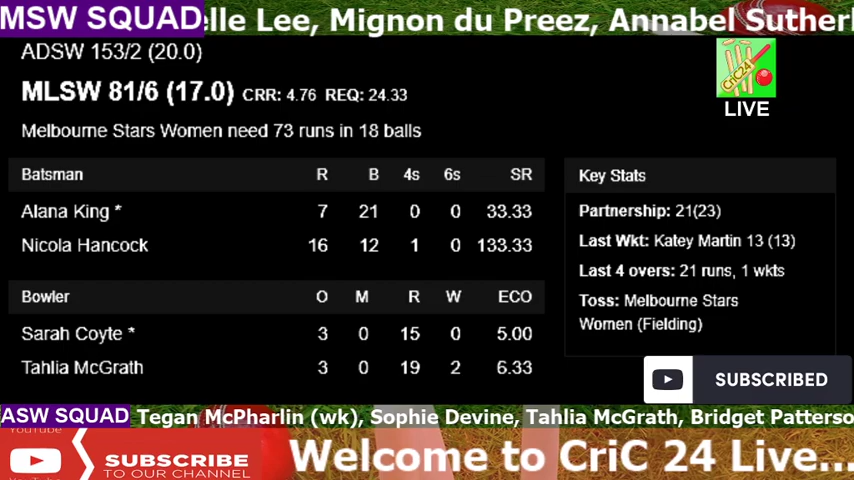 MSW SQUAD elle Lee, Mignon du Preez, Annabel Sutherl
ADSW 153/2 (20.0)
CriC24
LIVE
MLSW 81/6 (17.0) CRR: 4.76 REQ: 24.33
Melbourne Stars Women need 73 runs in 18 balls
Batsman R B 4s 6s SR
Alana King * 7 21 0 0 33.33
Nicola Hancock 16 12 1 0 133.33
Bowler O M R W ECO
Sarah Coyte * 3 0 15 0 5.00
Tahlia McGrath 3 0 19 2 6.33
Key Stats
Partnership: 21(23)
Last Wkt: Katey Martin 13 (13)
Last 4 overs: 21 runs, 1 wkts
Toss: Melbourne Stars
Women (Fielding)
SUBSCRIBED
ASW SQUAD Tegan McPharlin (wk), Sophie Devine, Tahlia McGrath, Bridget Patterso
YouTube
SUBSCRIBE
TO OUR CHANNEL
Welcome to CriC 24 Live...